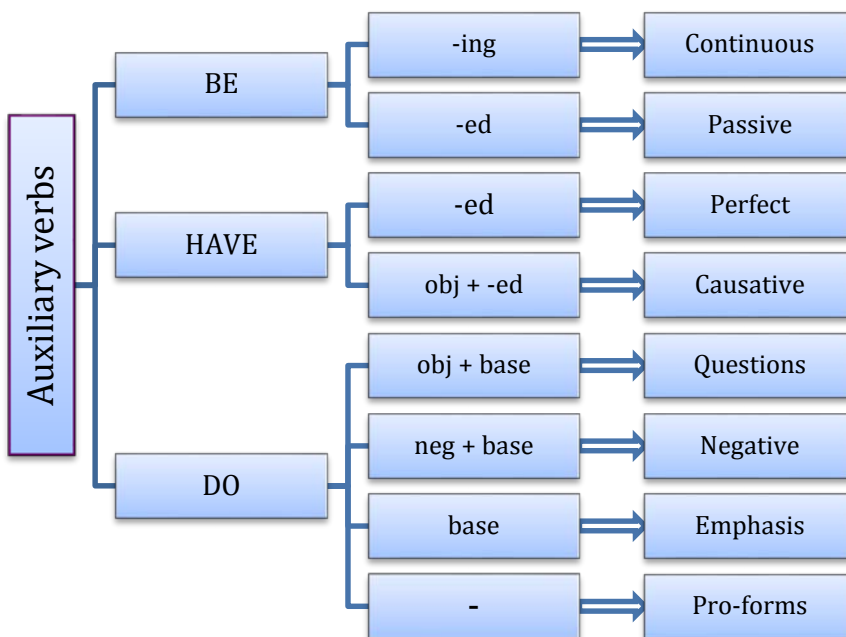 Auxiliary verbs
BE
-ing
Continuous
-ed
Passive
HAVE
-ed
Perfect
obj + -ed
Causative
DO
obj + base
Questions
neg + base
Negative
base
Emphasis
-
Pro-forms